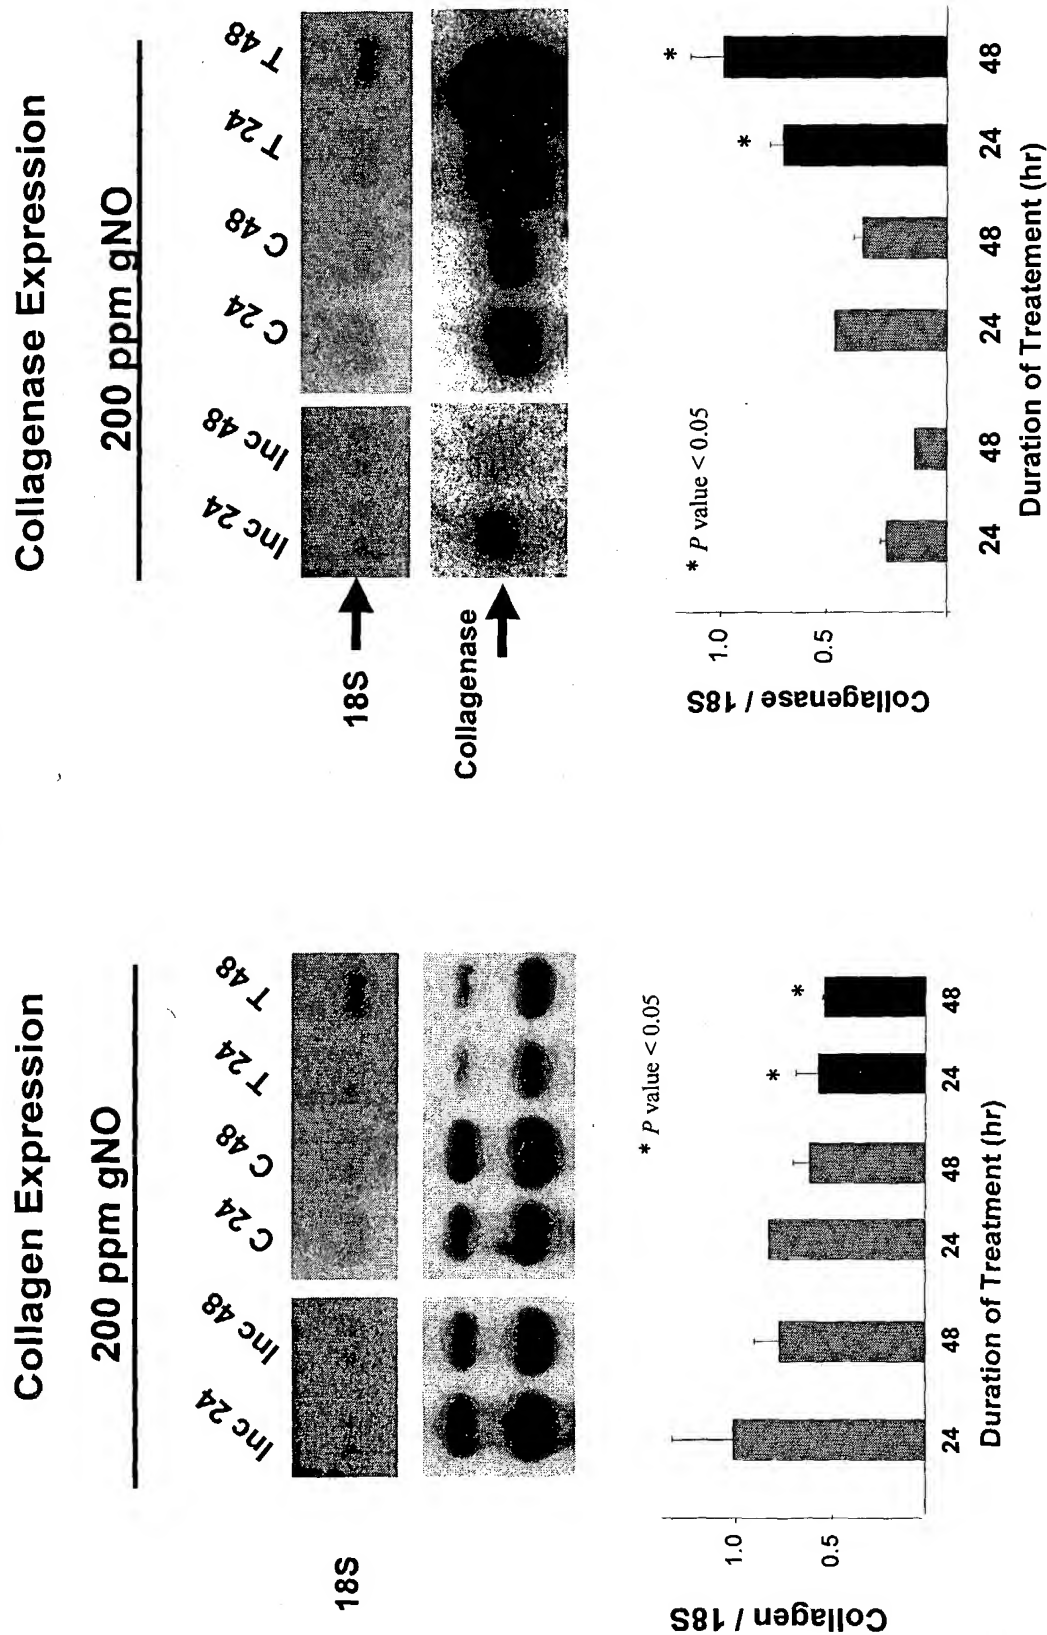 Collagen Expression
200 ppm gNO
Inc 24 Inc 48 C 24 C 48 T 24 T 48
18S
* P value < 0.05
1.0
0.5
Collagen / 18S
24 48 24 48 24 48
* *
Duration of Treatment (hr)
Collagenase Expression
200 ppm gNO
Inc 24 Inc 48 C 24 C 48 T 24 T 48
18S
Collagenase
* P value < 0.05
1.0
0.5
Collagenase / 18S
24 48 24 48 24 48
* *
Duration of Treatement (hr)